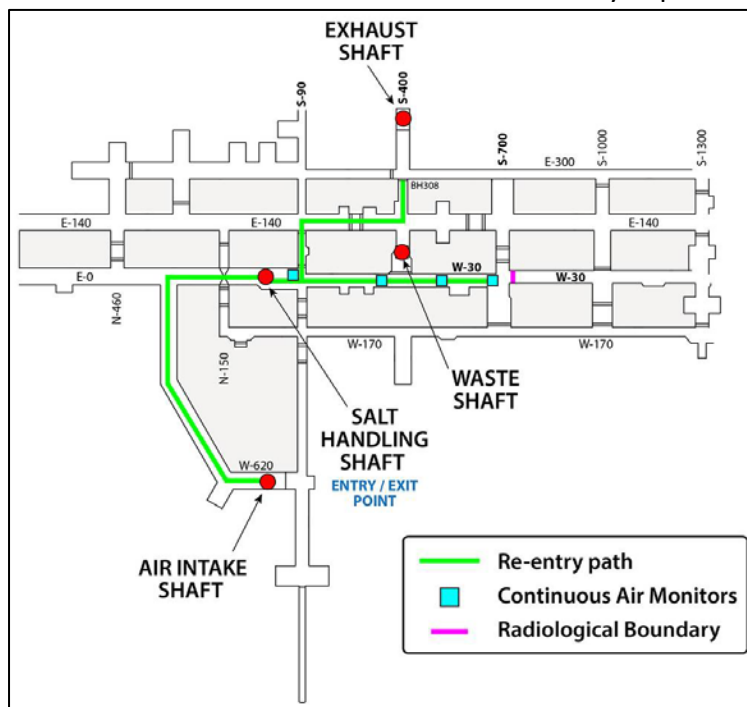 EXHAUST
SHAFT
S-90
S-400
S-700
S-1000
S-1300
E-300
BH308
E-140
E-140
E-140
E-0
W-30
W-30
N-460
N-150
W-170
W-170
WASTE
SHAFT
SALT
HANDLING
SHAFT
ENTRY / EXIT
POINT
W-620
AIR INTAKE
SHAFT
Re-entry path
Continuous Air Monitors
Radiological Boundary